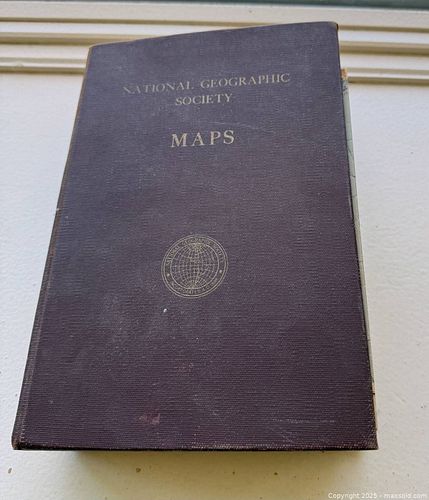 NATIONAL GEOGRAPHIC
SOCIETY
MAPS
Copyright 2025 - maxsold.com